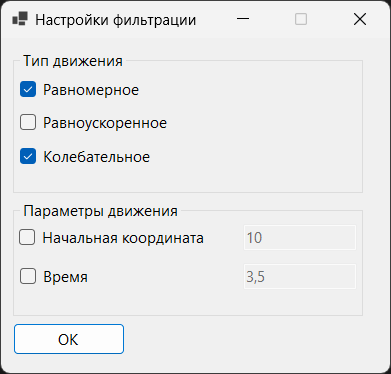 Настройки фильтрации
Тип движения
Равномерное
Равноускоренное
Колебательное
Параметры движения
Начальная координата 10
Время 3,5
OK